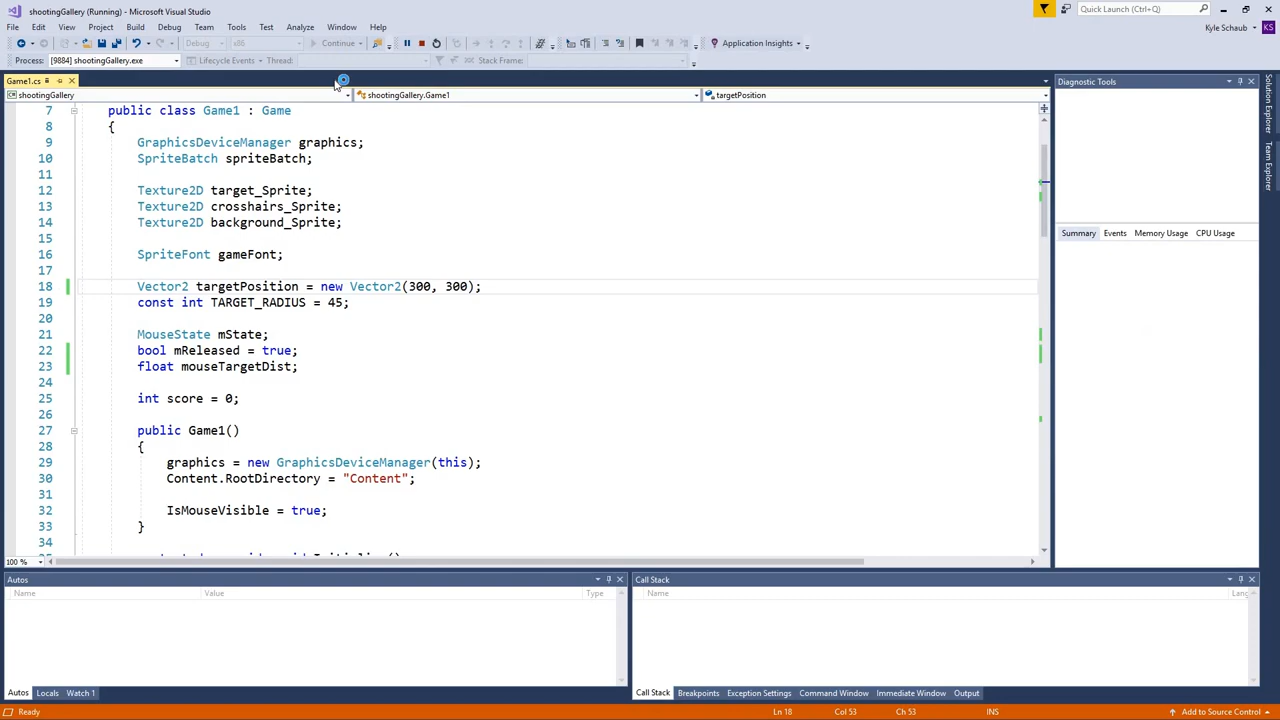 shootingGallery (Running) - Microsoft Visual Studio
Quick Launch (Ctrl+Q)
File Edit View Project Build Debug Team Tools Test Analyze Window Help
Kyle Schaub KS
Debug x86 Continue Application Insights
Process: [9884] shootingGallery.exe Lifecycle Events Thread: Stack Frame:
Game1.cs
Diagnostic Tools
shootingGallery shootingGallery.Game1 targetPosition
7 public class Game1 : Game
8 {
9 GraphicsDeviceManager graphics;
10 SpriteBatch spriteBatch;
11
12 Texture2D target_Sprite;
13 Texture2D crosshairs_Sprite;
14 Texture2D background_Sprite;
15
16 SpriteFont gameFont;
17
18 Vector2 targetPosition = new Vector2(300, 300);
19 const int TARGET_RADIUS = 45;
20
21 MouseState mState;
22 bool mReleased = true;
23 float mouseTargetDist;
24
25 int score = 0;
26
27 public Game1()
28 {
29 graphics = new GraphicsDeviceManager(this);
30 Content.RootDirectory = "Content";
31
32 IsMouseVisible = true;
33 }
34
Summary Events Memory Usage CPU Usage
Solution Explorer
Team Explorer
100 %
Autos
Name Value Type
Autos Locals Watch 1
Call Stack
Name Lang
Call Stack Breakpoints Exception Settings Command Window Immediate Window Output
Ready Ln 18 Col 53 Ch 53 INS Add to Source Control